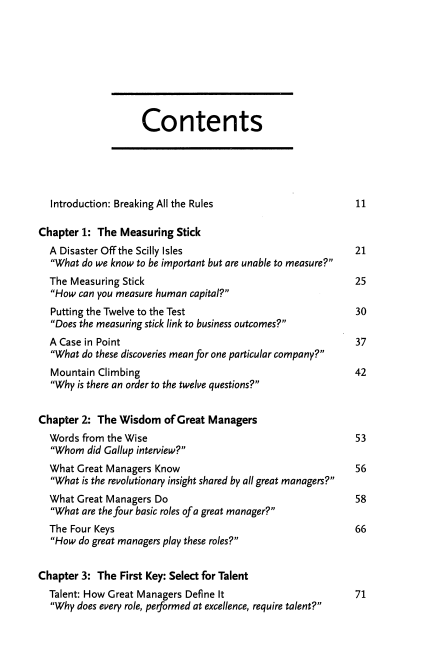 Contents
Introduction: Breaking All the Rules 11
Chapter 1: The Measuring Stick
A Disaster Off the Scilly Isles 21
"What do we know to be important but are unable to measure?"
The Measuring Stick 25
"How can you measure human capital?"
Putting the Twelve to the Test 30
"Does the measuring stick link to business outcomes?"
A Case in Point 37
"What do these discoveries mean for one particular company?"
Mountain Climbing 42
"Why is there an order to the twelve questions?"
Chapter 2: The Wisdom of Great Managers
Words from the Wise 53
"Whom did Gallup interview?"
What Great Managers Know 56
"What is the revolutionary insight shared by all great managers?"
What Great Managers Do 58
"What are the four basic roles of a great manager?"
The Four Keys 66
"How do great managers play these roles?"
Chapter 3: The First Key: Select for Talent
Talent: How Great Managers Define It 71
"Why does every role, performed at excellence, require talent?"